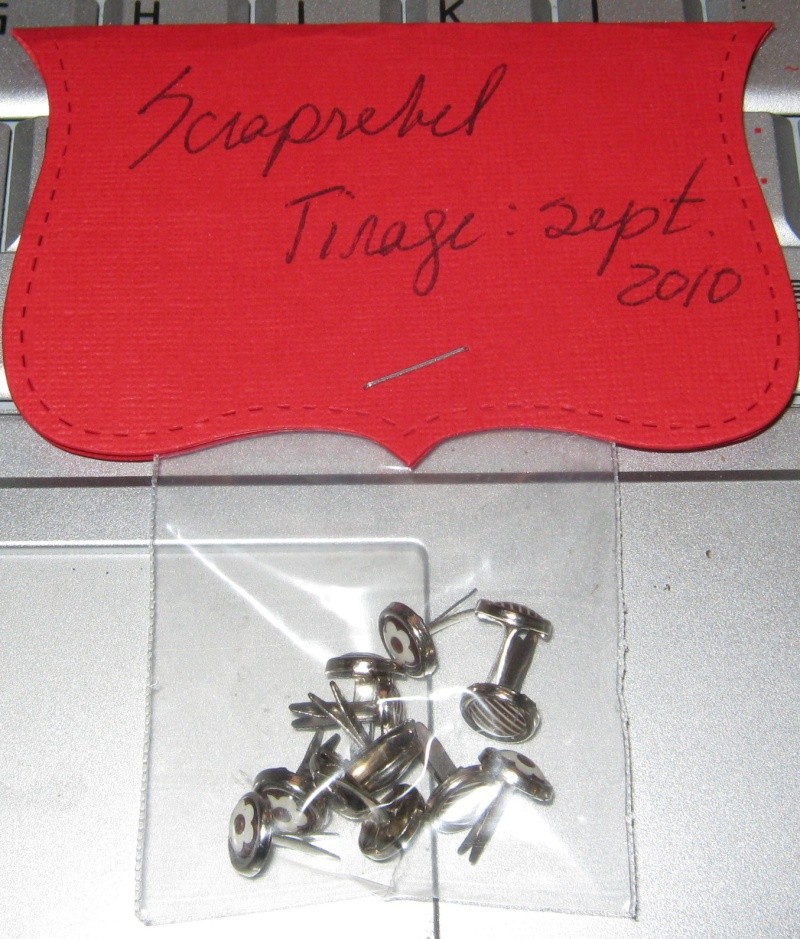 G H J K L
Scraprebel
Tirage : sept.
2010